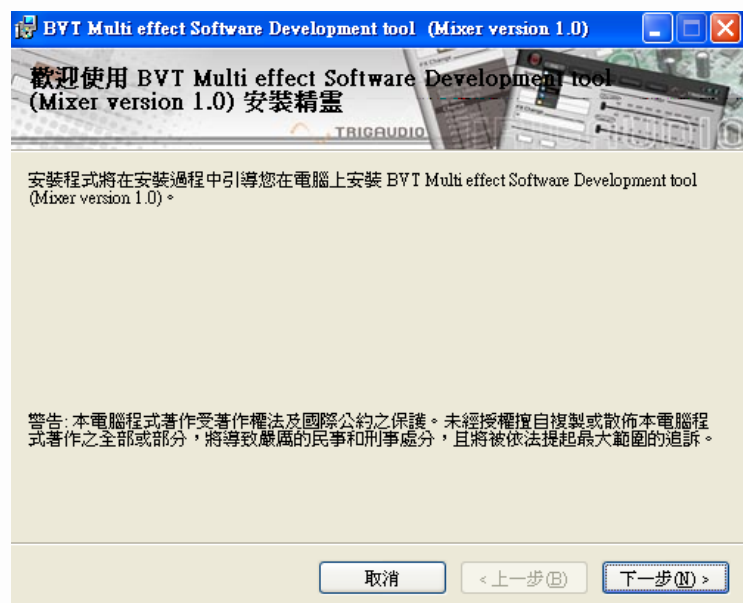 BVT Multi effect Software Development tool (Mixer version 1.0)
歡迎使用 BVT Multi effect Software Development tool
(Mixer version 1.0) 安裝精靈
TRIGAUDIO
安裝程式將在安裝過程中引導您在電腦上安裝 BVT Multi effect Software Development tool
(Mixer version 1.0)。
警告: 本電腦程式著作受著作權法及國際公約之保護。未經授權擅自複製或散佈本電腦程
式著作之全部或部分，將導致嚴厲的民事和刑事處分，且將被依法提起最大範圍的追訴。
取消 <上一步(B) 下一步(N) >